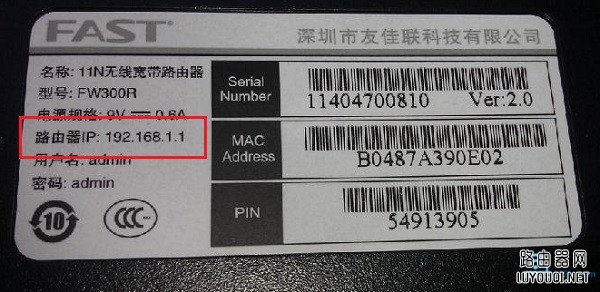 FAST®
深圳市友佳联科技有限公司
名称: 11N无线宽带路由器
型号: FW300R
电源规格: 9V 0.6A
路由器IP: 192.168.1.1
用户名: admin
密码: admin
10
CCC
Serial
Number
11404700810 Ver:2.0
MAC
Address
B0487A390E02
PIN
54913905
路由器网
LUYOUQI.NET